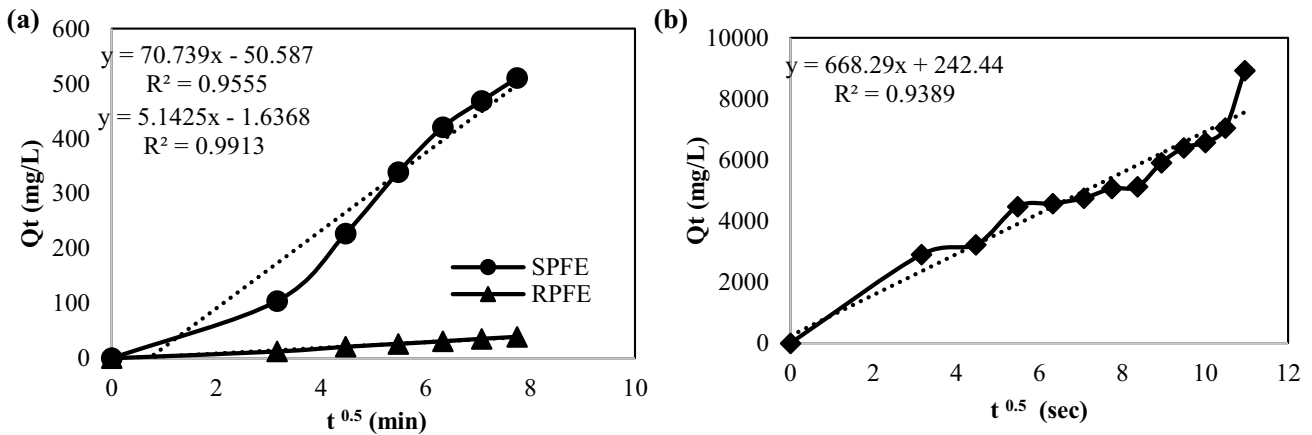 (a)
600
500
400
300
200
100
0
Qt (mg/L)
y = 70.739x - 50.587
R² = 0.9555
y = 5.1425x - 1.6368
R² = 0.9913
SPFE
RPFE
0 2 4 6 8 10
t 0.5 (min)
(b)
10000
8000
6000
4000
2000
0
Qt (mg/L)
y = 668.29x + 242.44
R² = 0.9389
0 2 4 6 8 10 12
t 0.5 (sec)